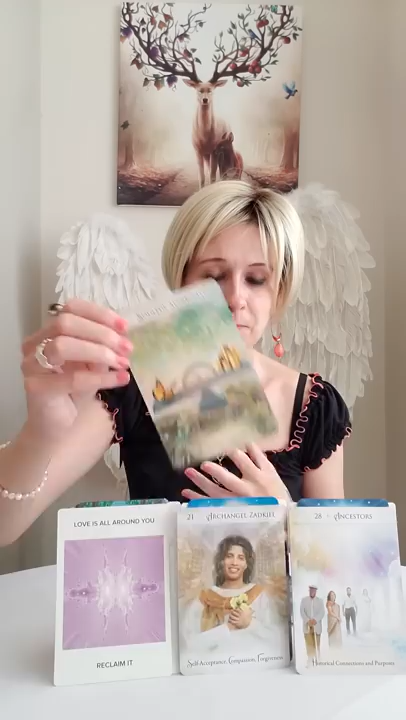 LOVE IS ALL AROUND YOU
RECLAIM IT
21 ARCHANGEL ZADKIEL
Self-Acceptance, Compassion, Forgiveness
28 ANCESTORS
Historical Connections and Purpose